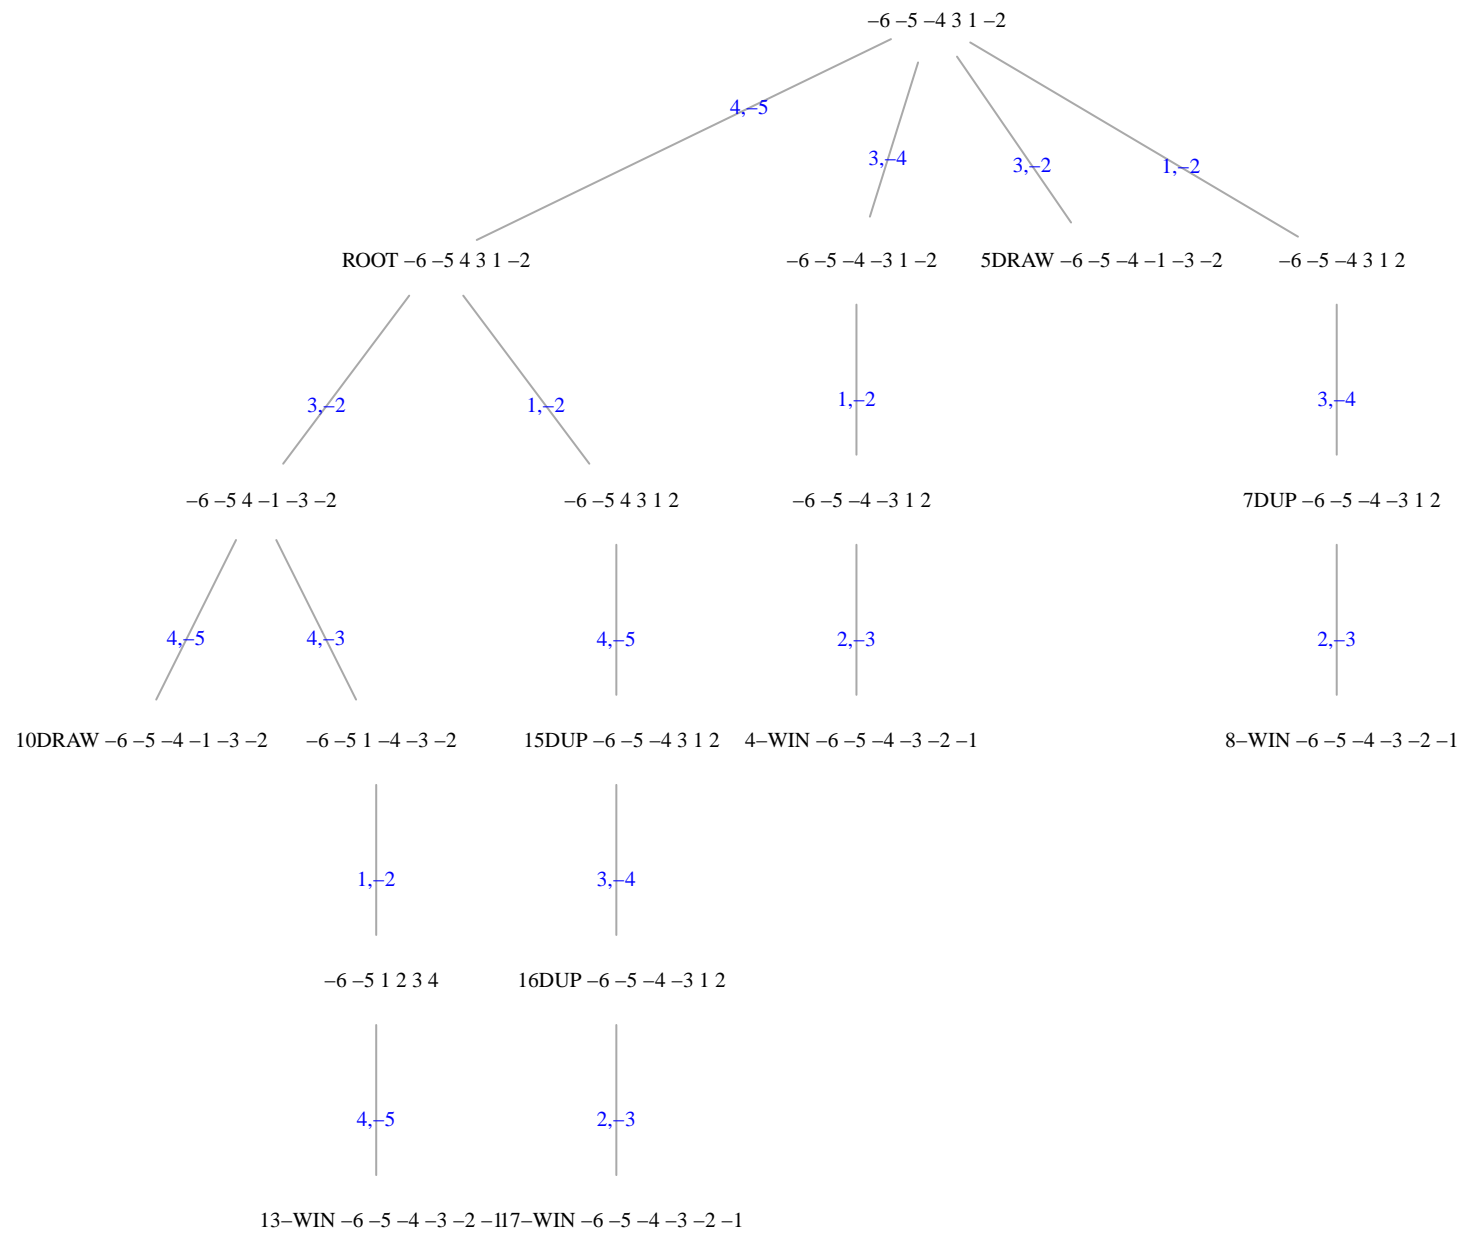 –6 –5 –4 3 1 –2
4,–5
3,–4
3,–2
1,–2
ROOT –6 –5 4 3 1 –2
–6 –5 –4 –3 1 –2
5DRAW –6 –5 –4 –1 –3 –2
–6 –5 –4 3 1 2
3,–2
1,–2
1,–2
3,–4
–6 –5 4 –1 –3 –2
–6 –5 4 3 1 2
–6 –5 –4 –3 1 2
7DUP –6 –5 –4 –3 1 2
4,–5
4,–3
4,–5
2,–3
2,–3
10DRAW –6 –5 –4 –1 –3 –2
–6 –5 1 –4 –3 –2
15DUP –6 –5 –4 3 1 2
4–WIN –6 –5 –4 –3 –2 –1
8–WIN –6 –5 –4 –3 –2 –1
1,–2
3,–4
–6 –5 1 2 3 4
16DUP –6 –5 –4 –3 1 2
4,–5
2,–3
13–WIN –6 –5 –4 –3 –2 –1
17–WIN –6 –5 –4 –3 –2 –1